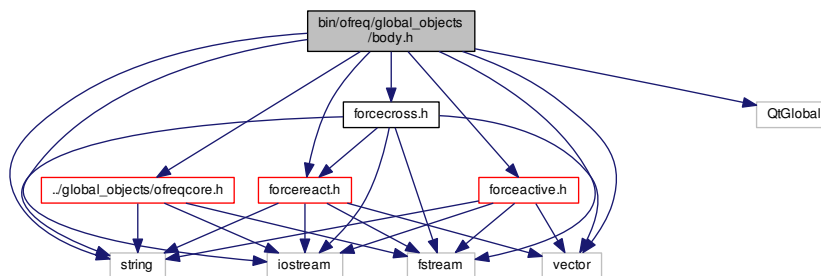 bin/ofreq/global_objects
/body.h
forcecross.h
QtGlobal
../global_objects/ofreqcore.h
forcereact.h
forceactive.h
string
iostream
fstream
vector